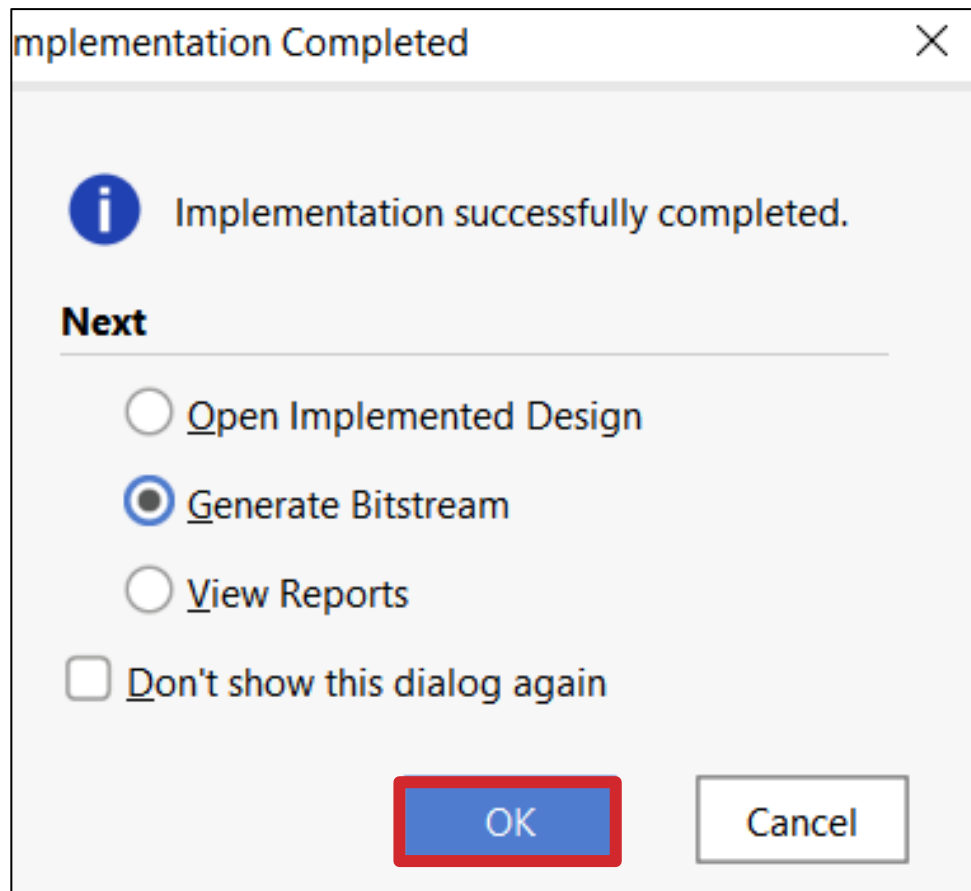 mplementation Completed
Implementation successfully completed.
Next
Open Implemented Design
Generate Bitstream
View Reports
Don't show this dialog again
OK
Cancel